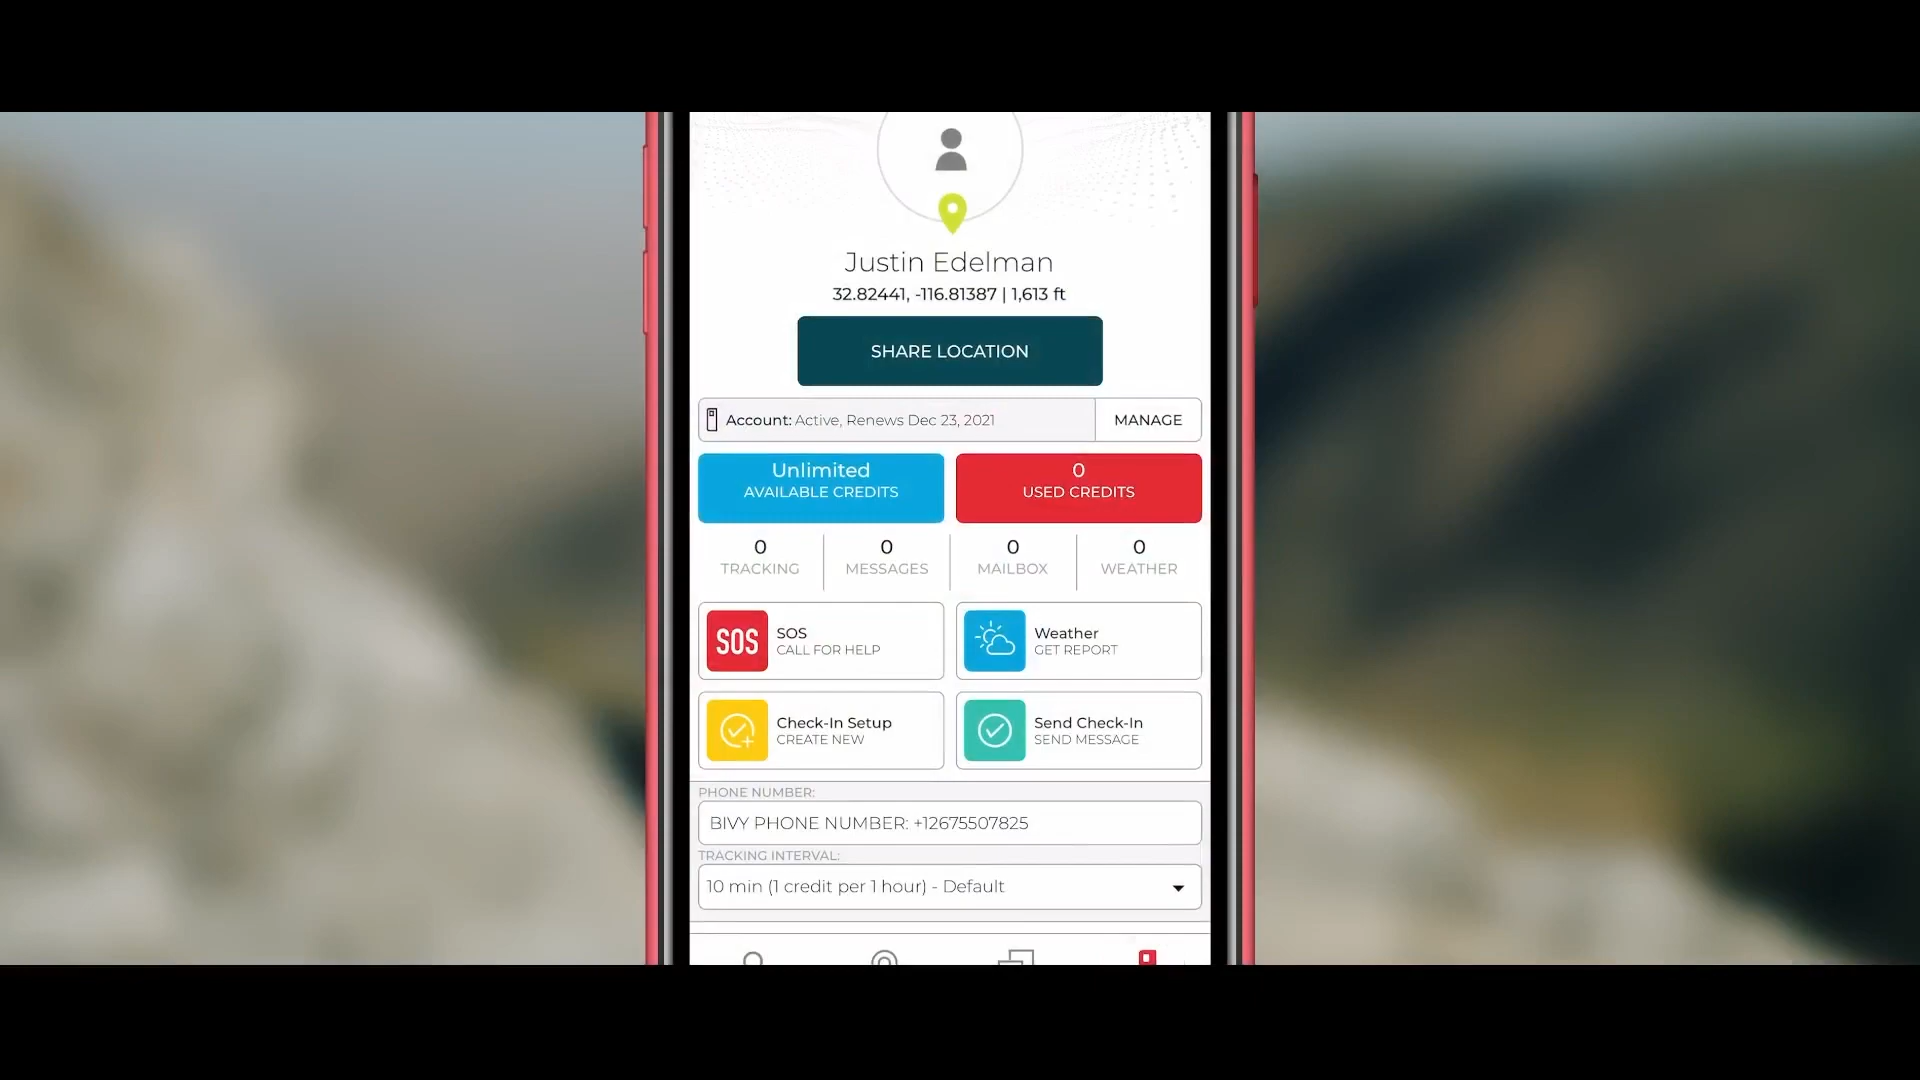 Justin Edelman
32.82441, -116.81387 | 1,613 ft
SHARE LOCATION
Account: Active, Renews Dec 23, 2021
MANAGE
Unlimited
AVAILABLE CREDITS
0
USED CREDITS
0
TRACKING
0
MESSAGES
0
MAILBOX
0
WEATHER
SOS
SOS
CALL FOR HELP
Weather
GET REPORT
Check-In Setup
CREATE NEW
Send Check-In
SEND MESSAGE
PHONE NUMBER:
BIVY PHONE NUMBER: +12675507825
TRACKING INTERVAL:
10 min (1 credit per 1 hour) - Default